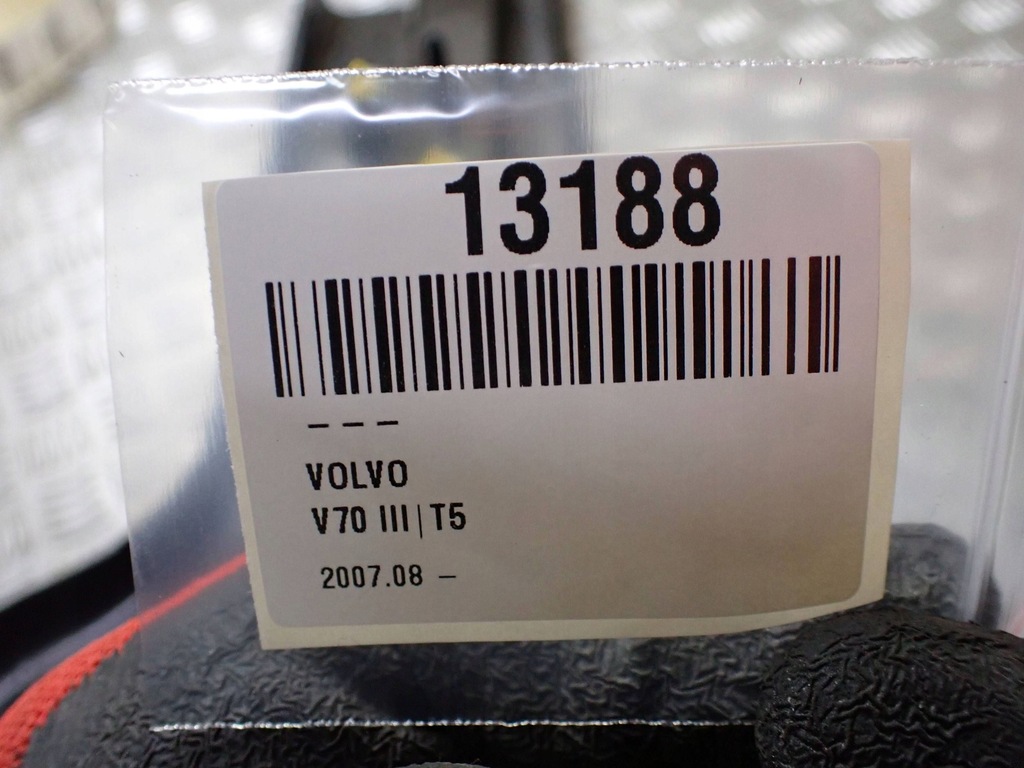 13188
– – –
VOLVO
V70 III | T5
2007.08 –